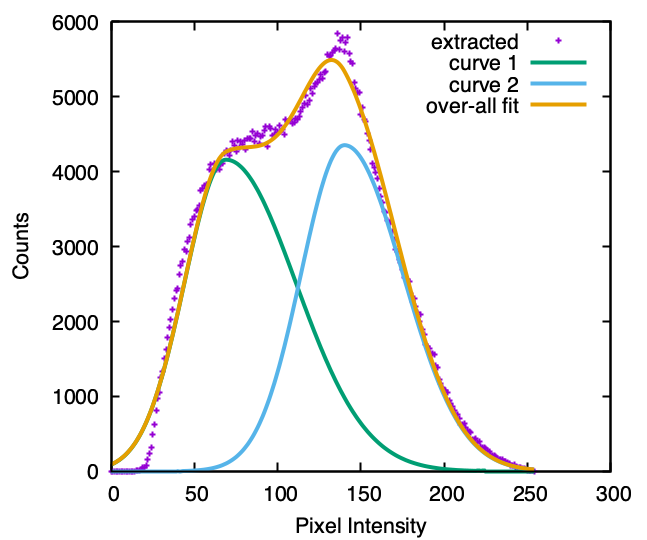 6000
5000
4000
3000
2000
1000
0
Counts
extracted
curve 1
curve 2
over-all fit
0 50 100 150 200 250 300
Pixel Intensity